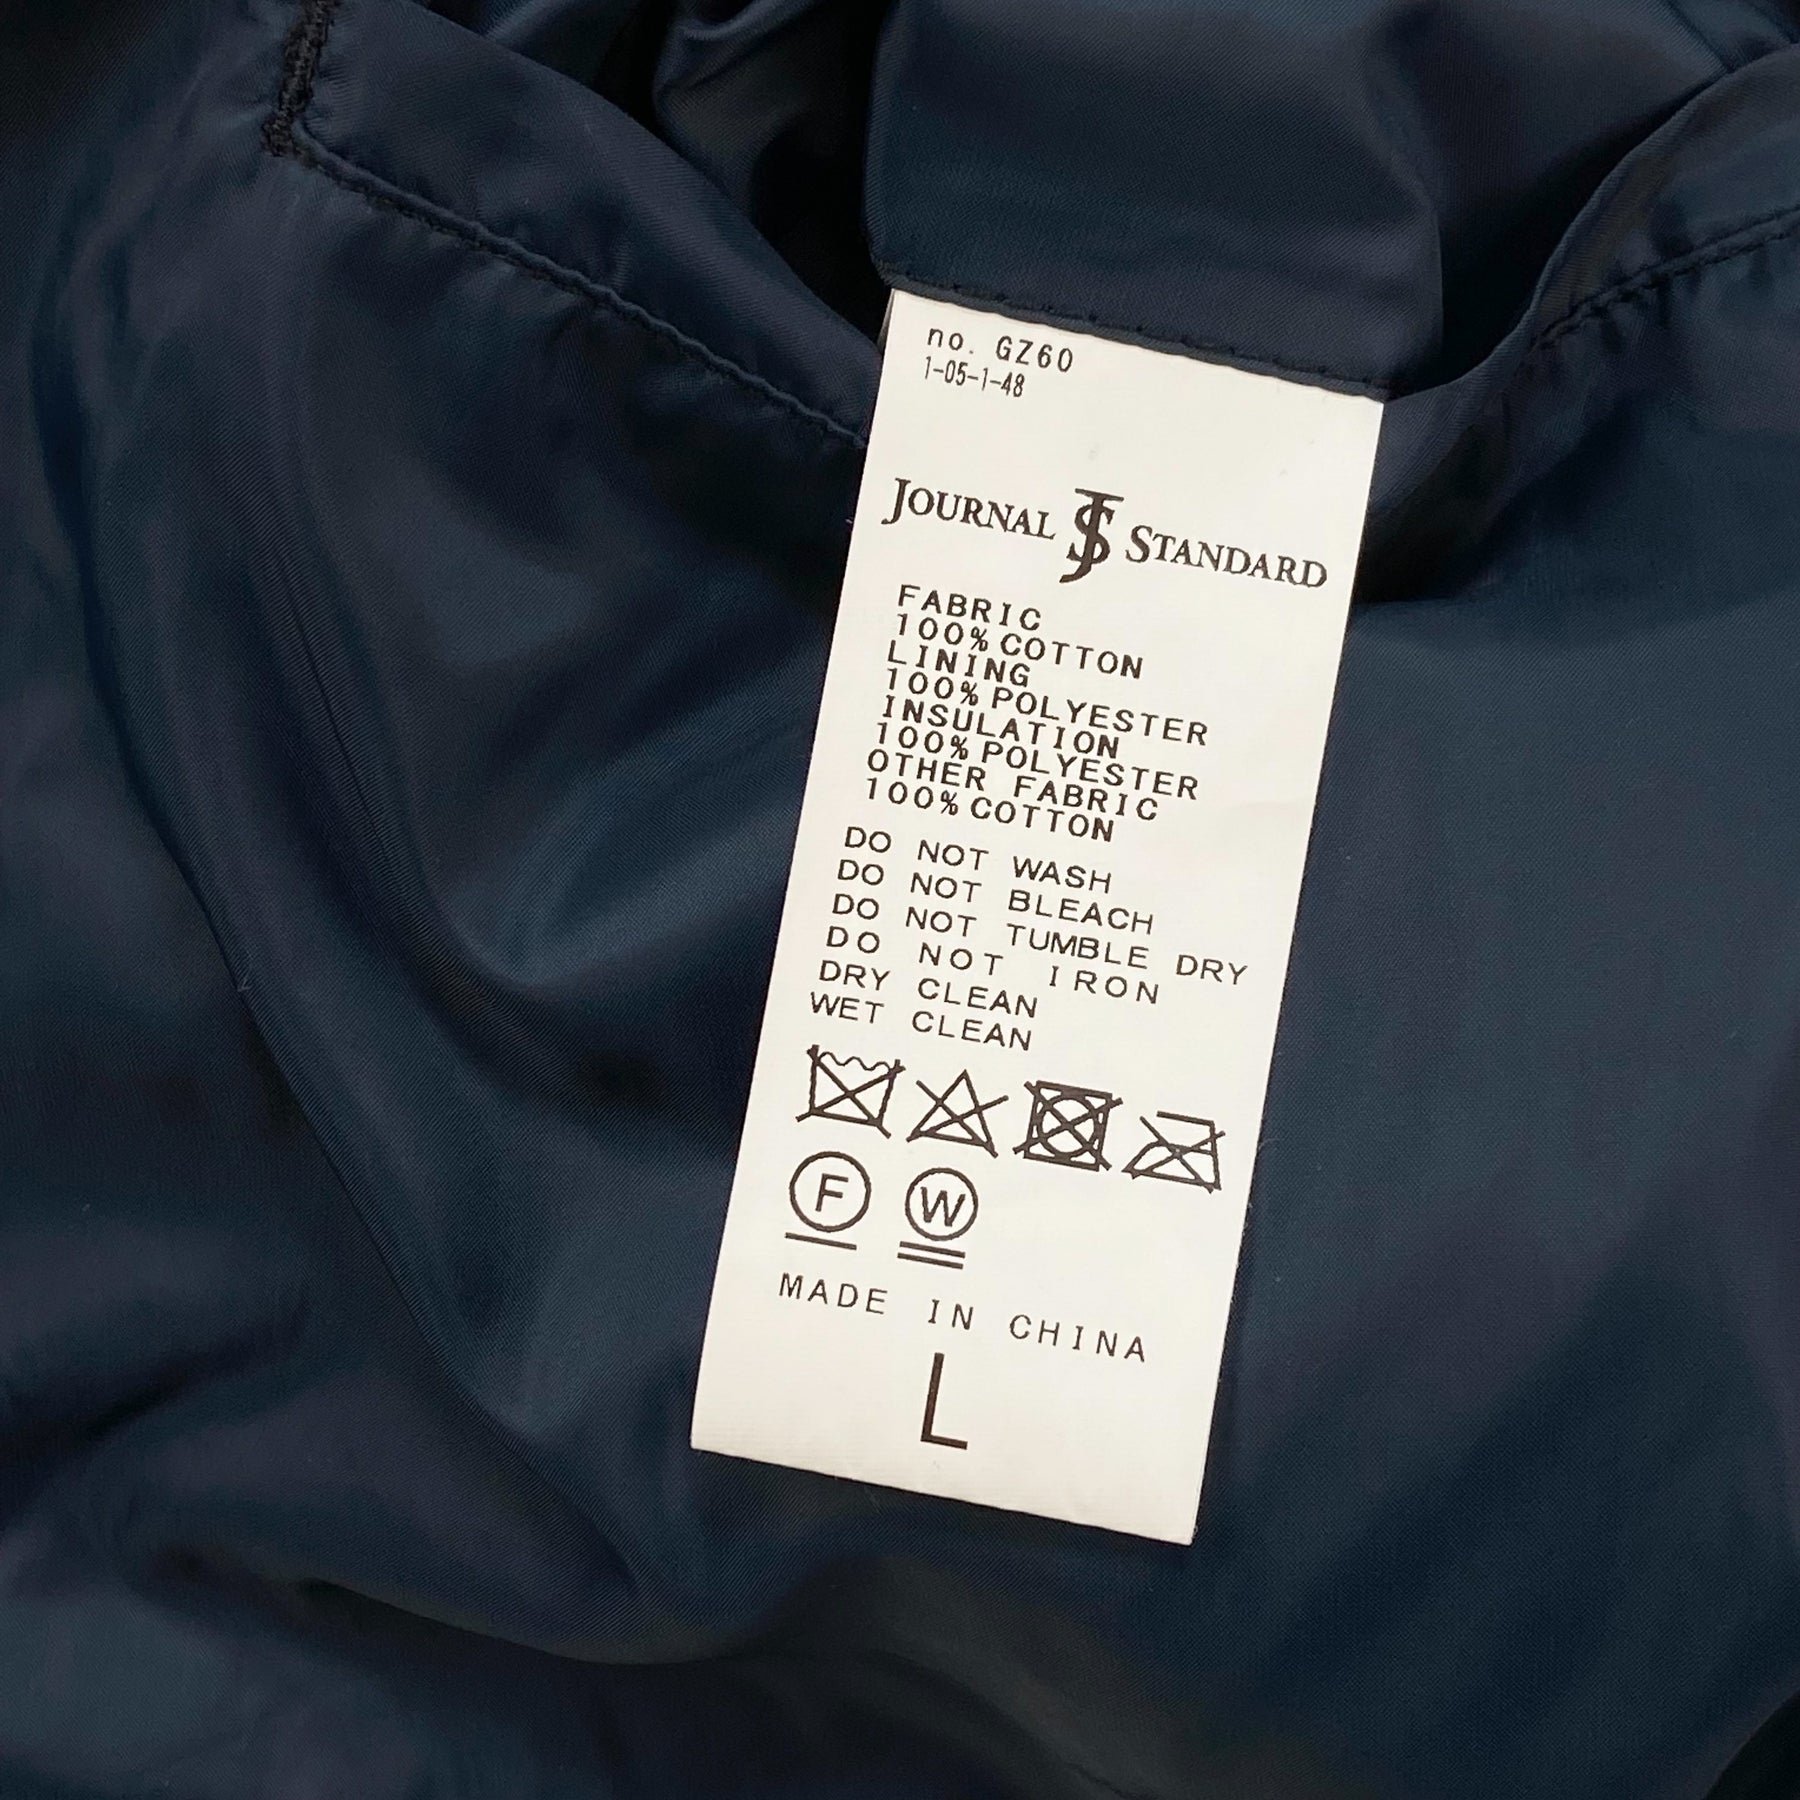 no. GZ60
1-05-1-48
JOURNAL JS STANDARD
FABRIC
100% COTTON
LINING
100% POLYESTER
INSULATION
100% POLYESTER
OTHER FABRIC
100% COTTON
DO NOT WASH
DO NOT BLEACH
DO NOT TUMBLE DRY
DO NOT IRON
DRY CLEAN
WET CLEAN
F W
MADE IN CHINA
L